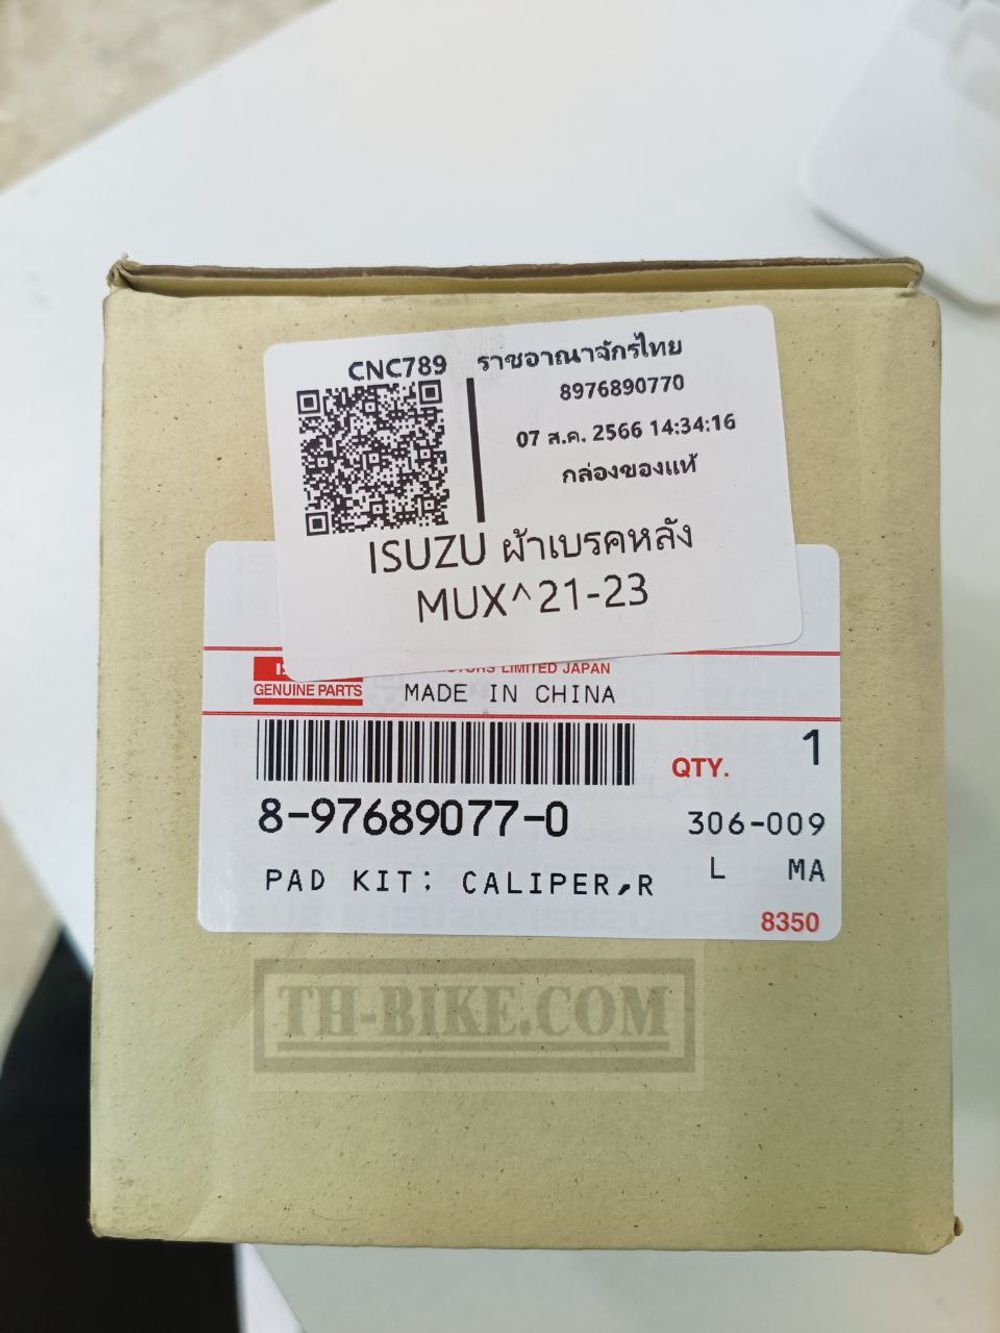 CNC789
ราชอาณาจักรไทย
8976890770
07 ส.ค. 2566 14:34:16
กล่องของแท้
ISUZU ผ้าเบรคหลัง
MUX^21-23
LIMITED JAPAN
GENUINE PARTS
MADE IN CHINA
QTY. 1
8-97689077-0
306-009
PAD KIT; CALIPER,R
L MA
8350
TH-BIKE.COM